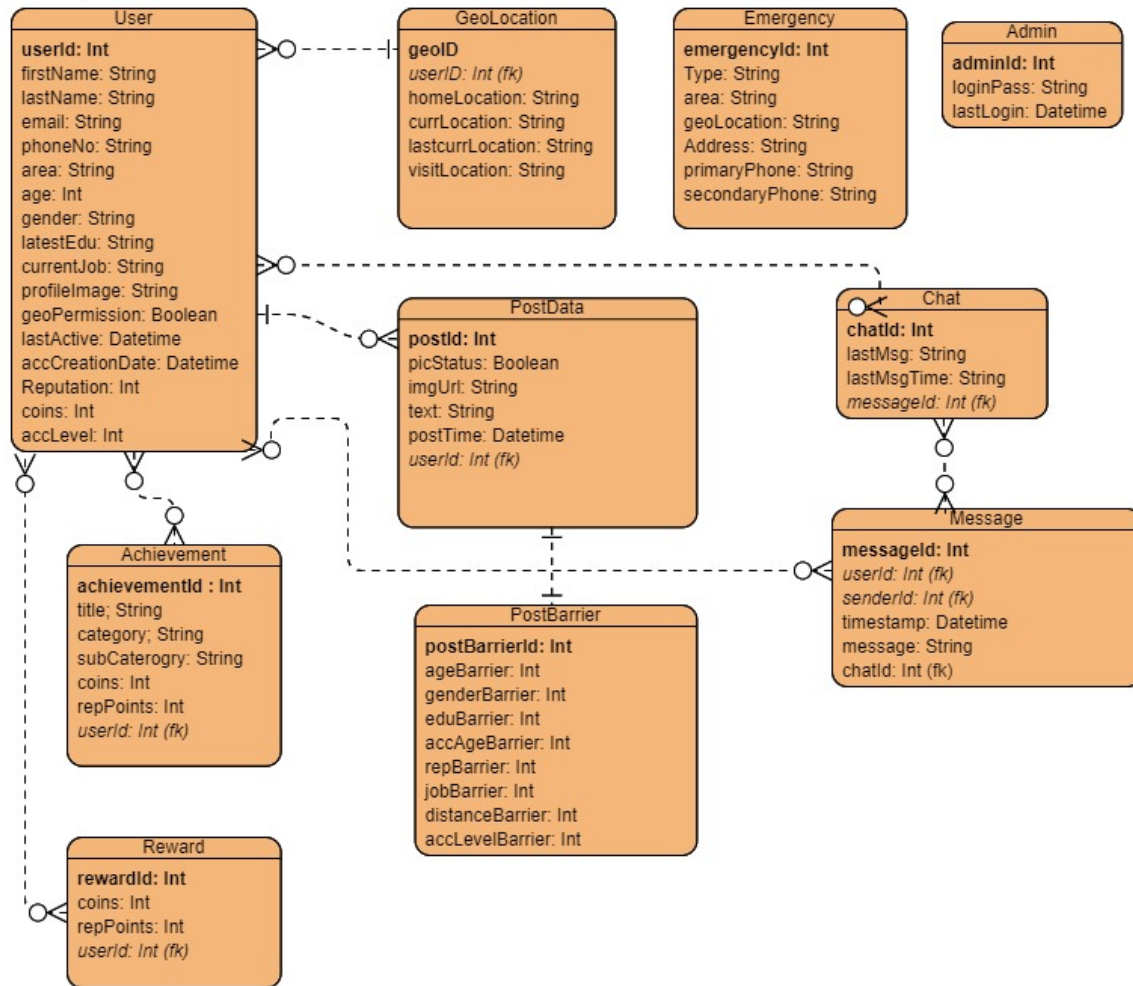 User
userId: Int
firstName: String
lastName: String
email: String
phoneNo: String
area: String
age: Int
gender: String
latestEdu: String
currentJob: String
profileImage: String
geoPermission: Boolean
lastActive: Datetime
accCreationDate: Datetime
Reputation: Int
coins: Int
accLevel: Int
GeoLocation
geoID
userID: Int (fk)
homeLocation: String
currLocation: String
lastcurrLocation: String
visitLocation: String
Emergency
emergencyId: Int
Type: String
area: String
geoLocation: String
Address: String
primaryPhone: String
secondaryPhone: String
Admin
adminId: Int
loginPass: String
lastLogin: Datetime
PostData
postId: Int
picStatus: Boolean
imgUrl: String
text: String
postTime: Datetime
userId: Int (fk)
Chat
chatId: Int
lastMsg: String
lastMsgTime: String
messageId: Int (fk)
Achievement
achievementId : Int
title; String
category; String
subCaterogry: String
coins: Int
repPoints: Int
userId: Int (fk)
PostBarrier
postBarrierId: Int
ageBarrier: Int
genderBarrier: Int
eduBarrier: Int
accAgeBarrier: Int
repBarrier: Int
jobBarrier: Int
distanceBarrier: Int
accLevelBarrier: Int
Message
messageId: Int
userId: Int (fk)
senderId: Int (fk)
timestamp: Datetime
message: String
chatId: Int (fk)
Reward
rewardId: Int
coins: Int
repPoints: Int
userId: Int (fk)